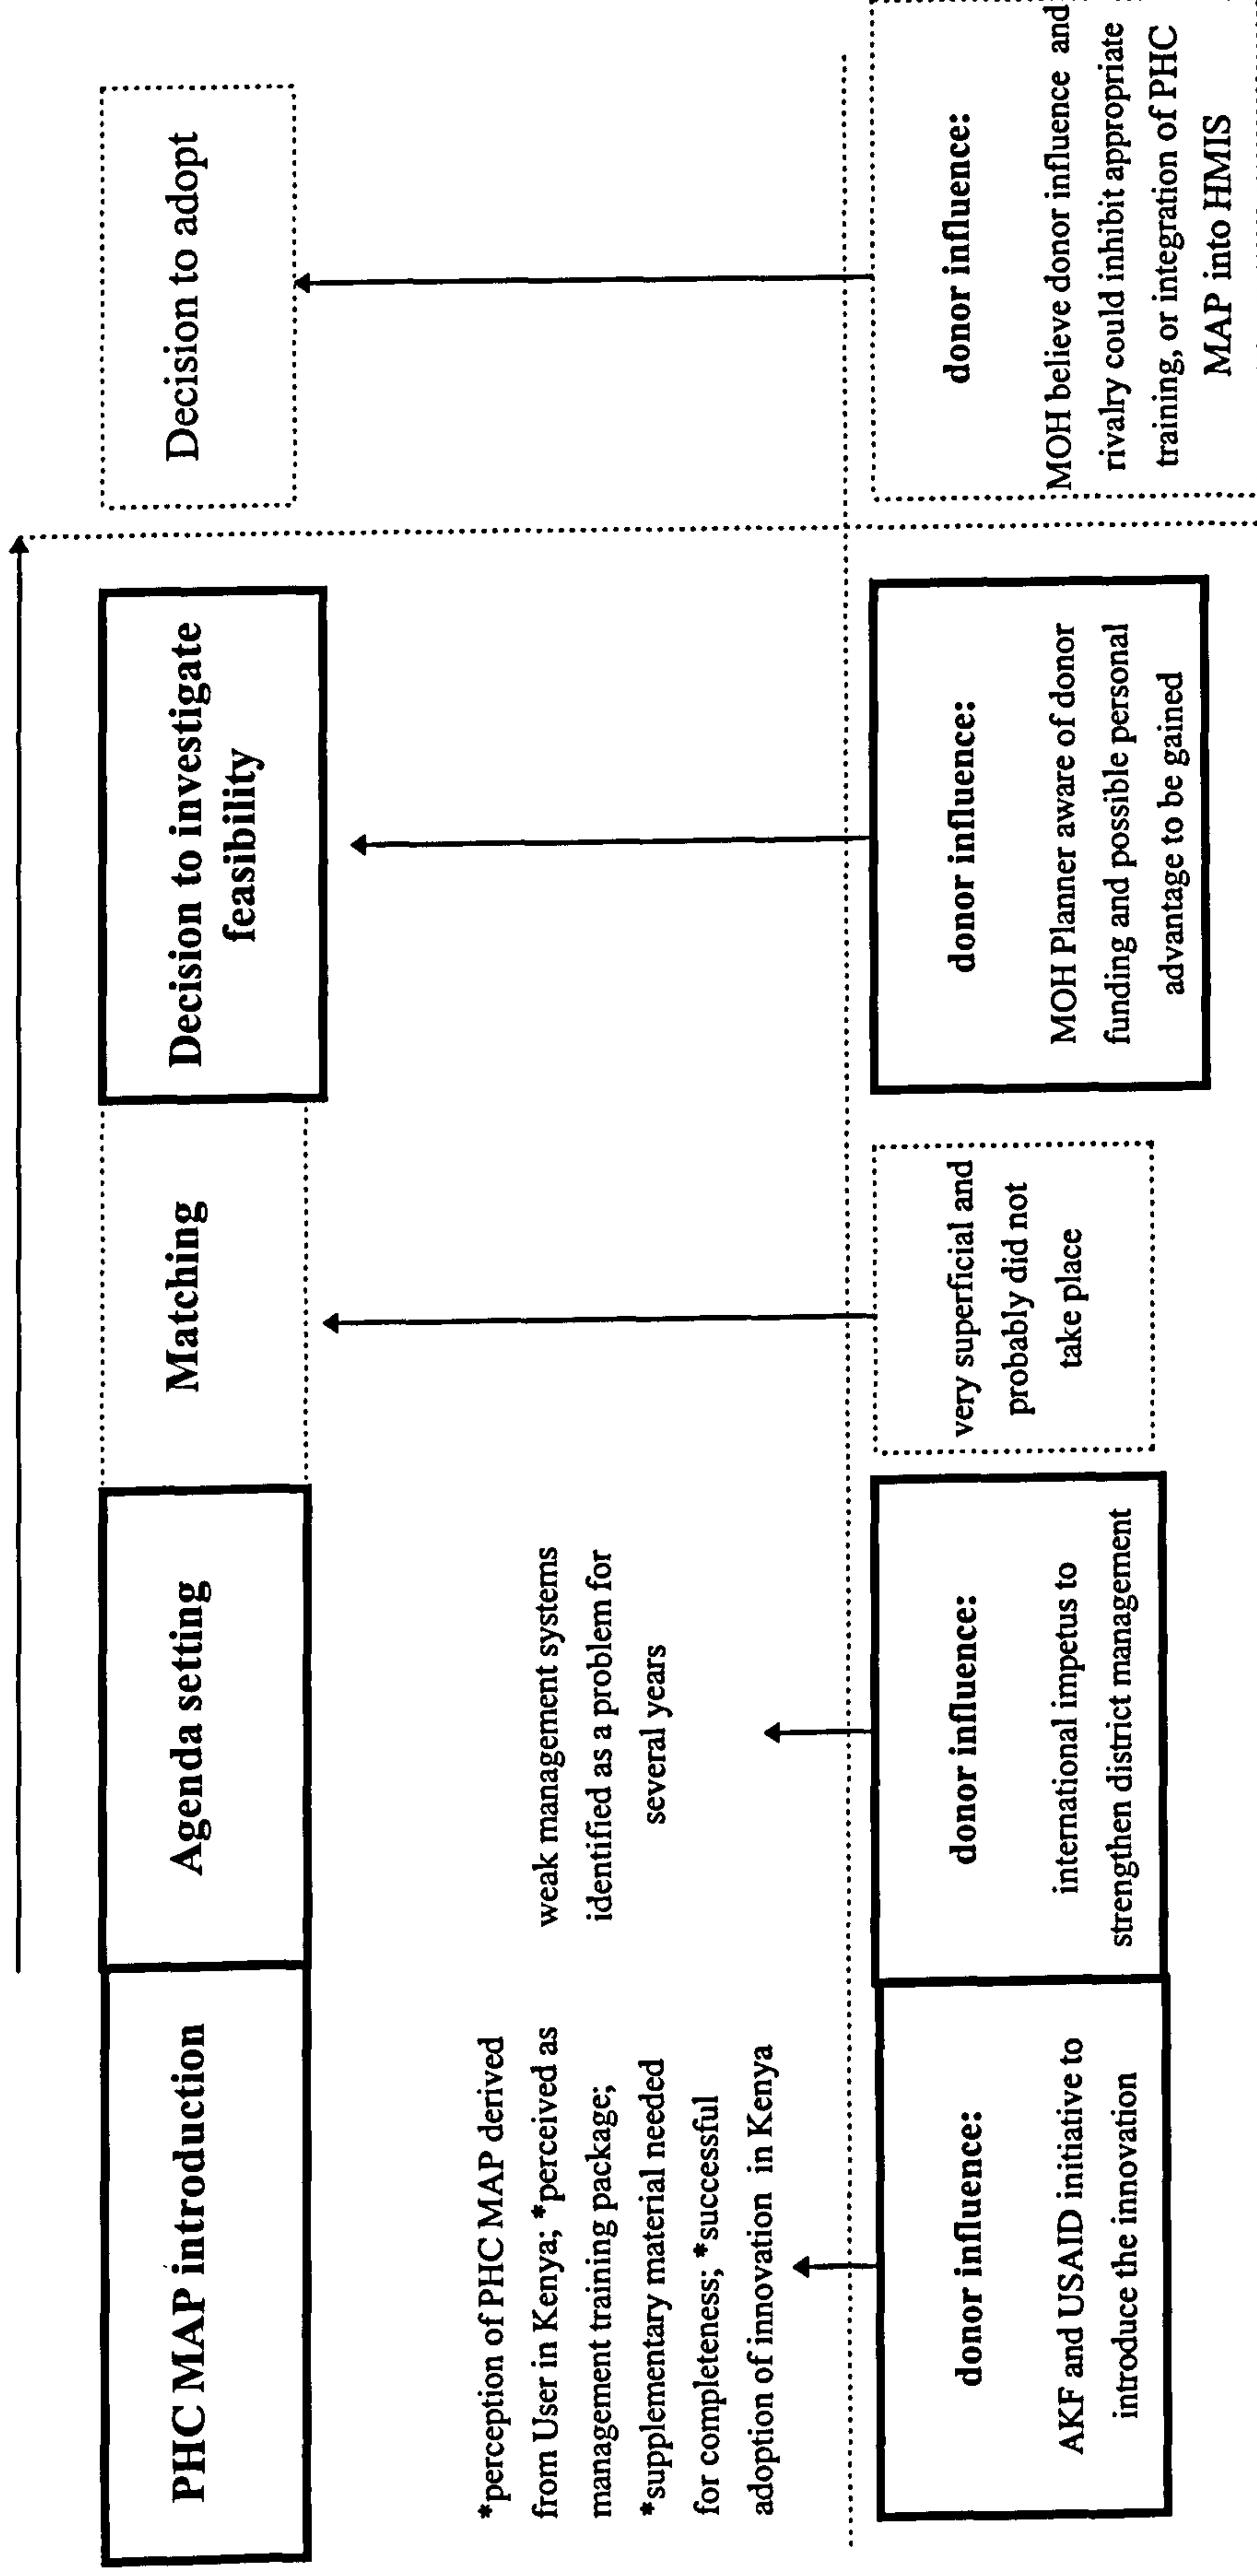 PHC MAP introduction
Agenda setting
Matching
Decision to investigate
feasibility
Decision to adopt
*perception of PHC MAP derived
from User in Kenya; *perceived as
management training package;
*supplementary material needed
for completeness; *successful
adoption of innovation in Kenya
weak management systems
identified as a problem for
several years
donor influence:
AKF and USAID initiative to
introduce the innovation
donor influence:
international impetus to
strengthen district management
very superficial and
probably did not
take place
donor influence:
MOH Planner aware of donor
funding and possible personal
advantage to be gained
donor influence:
MOH believe donor influence and
rivalry could inhibit appropriate
training, or integration of PHC
MAP into HMIS